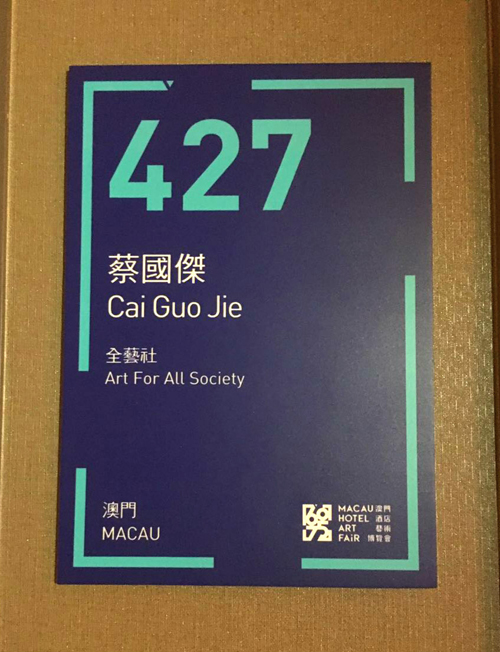 427
蔡國傑
Cai Guo Jie
全藝社
Art For All Society
澳門
MACAU
MACAU 澳門
HOTEL 酒店
ART 藝術
FAiR 博覽會